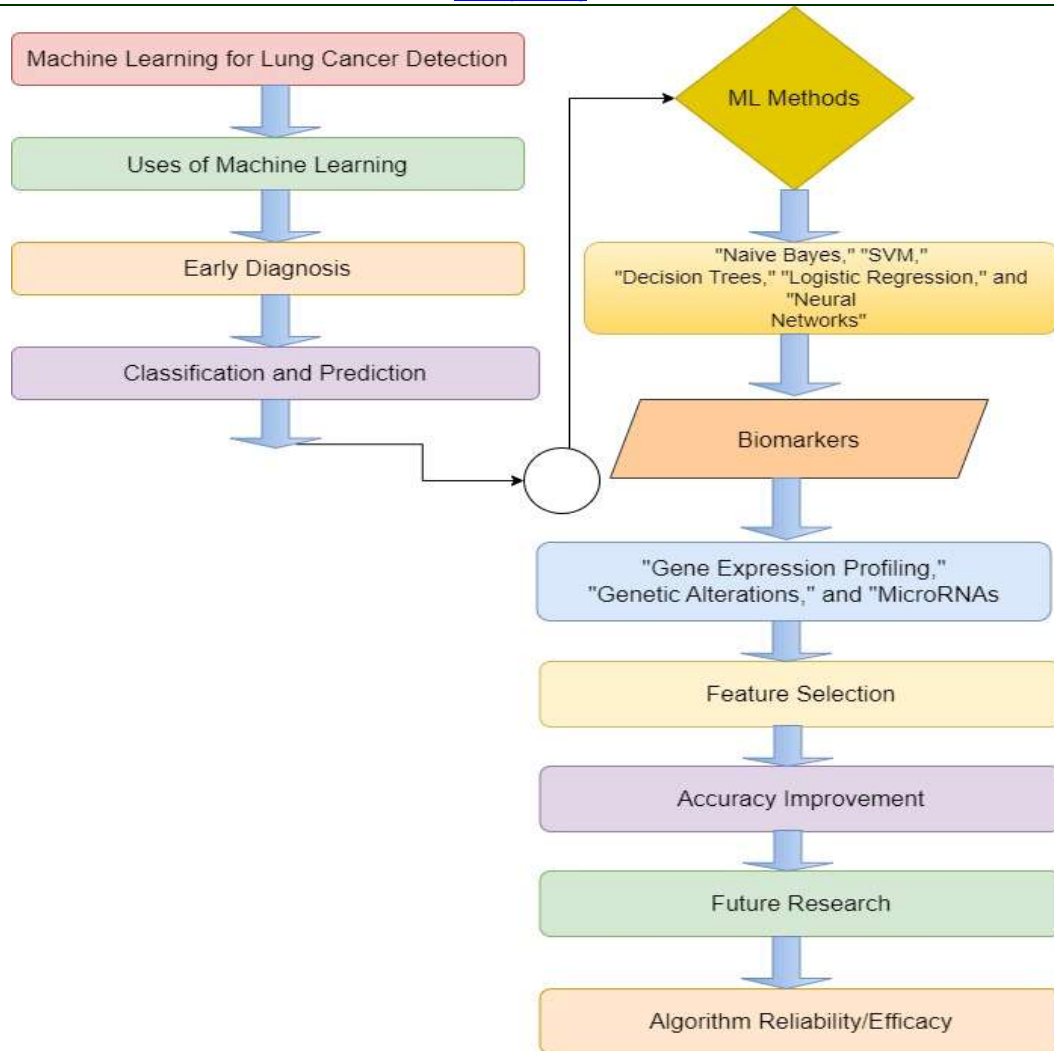 Machine Learning for Lung Cancer Detection
Uses of Machine Learning
Early Diagnosis
Classification and Prediction
ML Methods
"Naive Bayes," "SVM,"
"Decision Trees," "Logistic Regression," and
"Neural
Networks"
Biomarkers
"Gene Expression Profiling,"
"Genetic Alterations," and "MicroRNAs
Feature Selection
Accuracy Improvement
Future Research
Algorithm Reliability/Efficacy